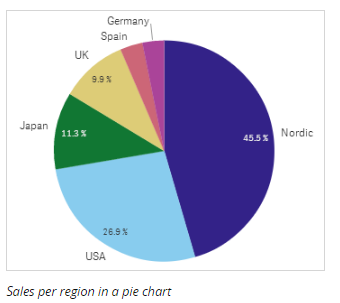 Germany
Spain
UK
9.9 %
Japan
11.3 %
45.5 %
Nordic
26.9 %
USA
Sales per region in a pie chart